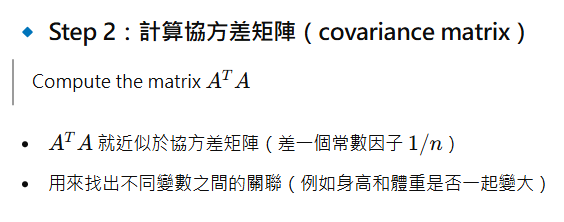 Step 2：計算協方差矩陣（covariance matrix）
Compute the matrix AᵀA
AᵀA 就近似於協方差矩陣（差一個常數因子 1/n）
用來找出不同變數之間的關聯（例如身高和體重是否一起變大）